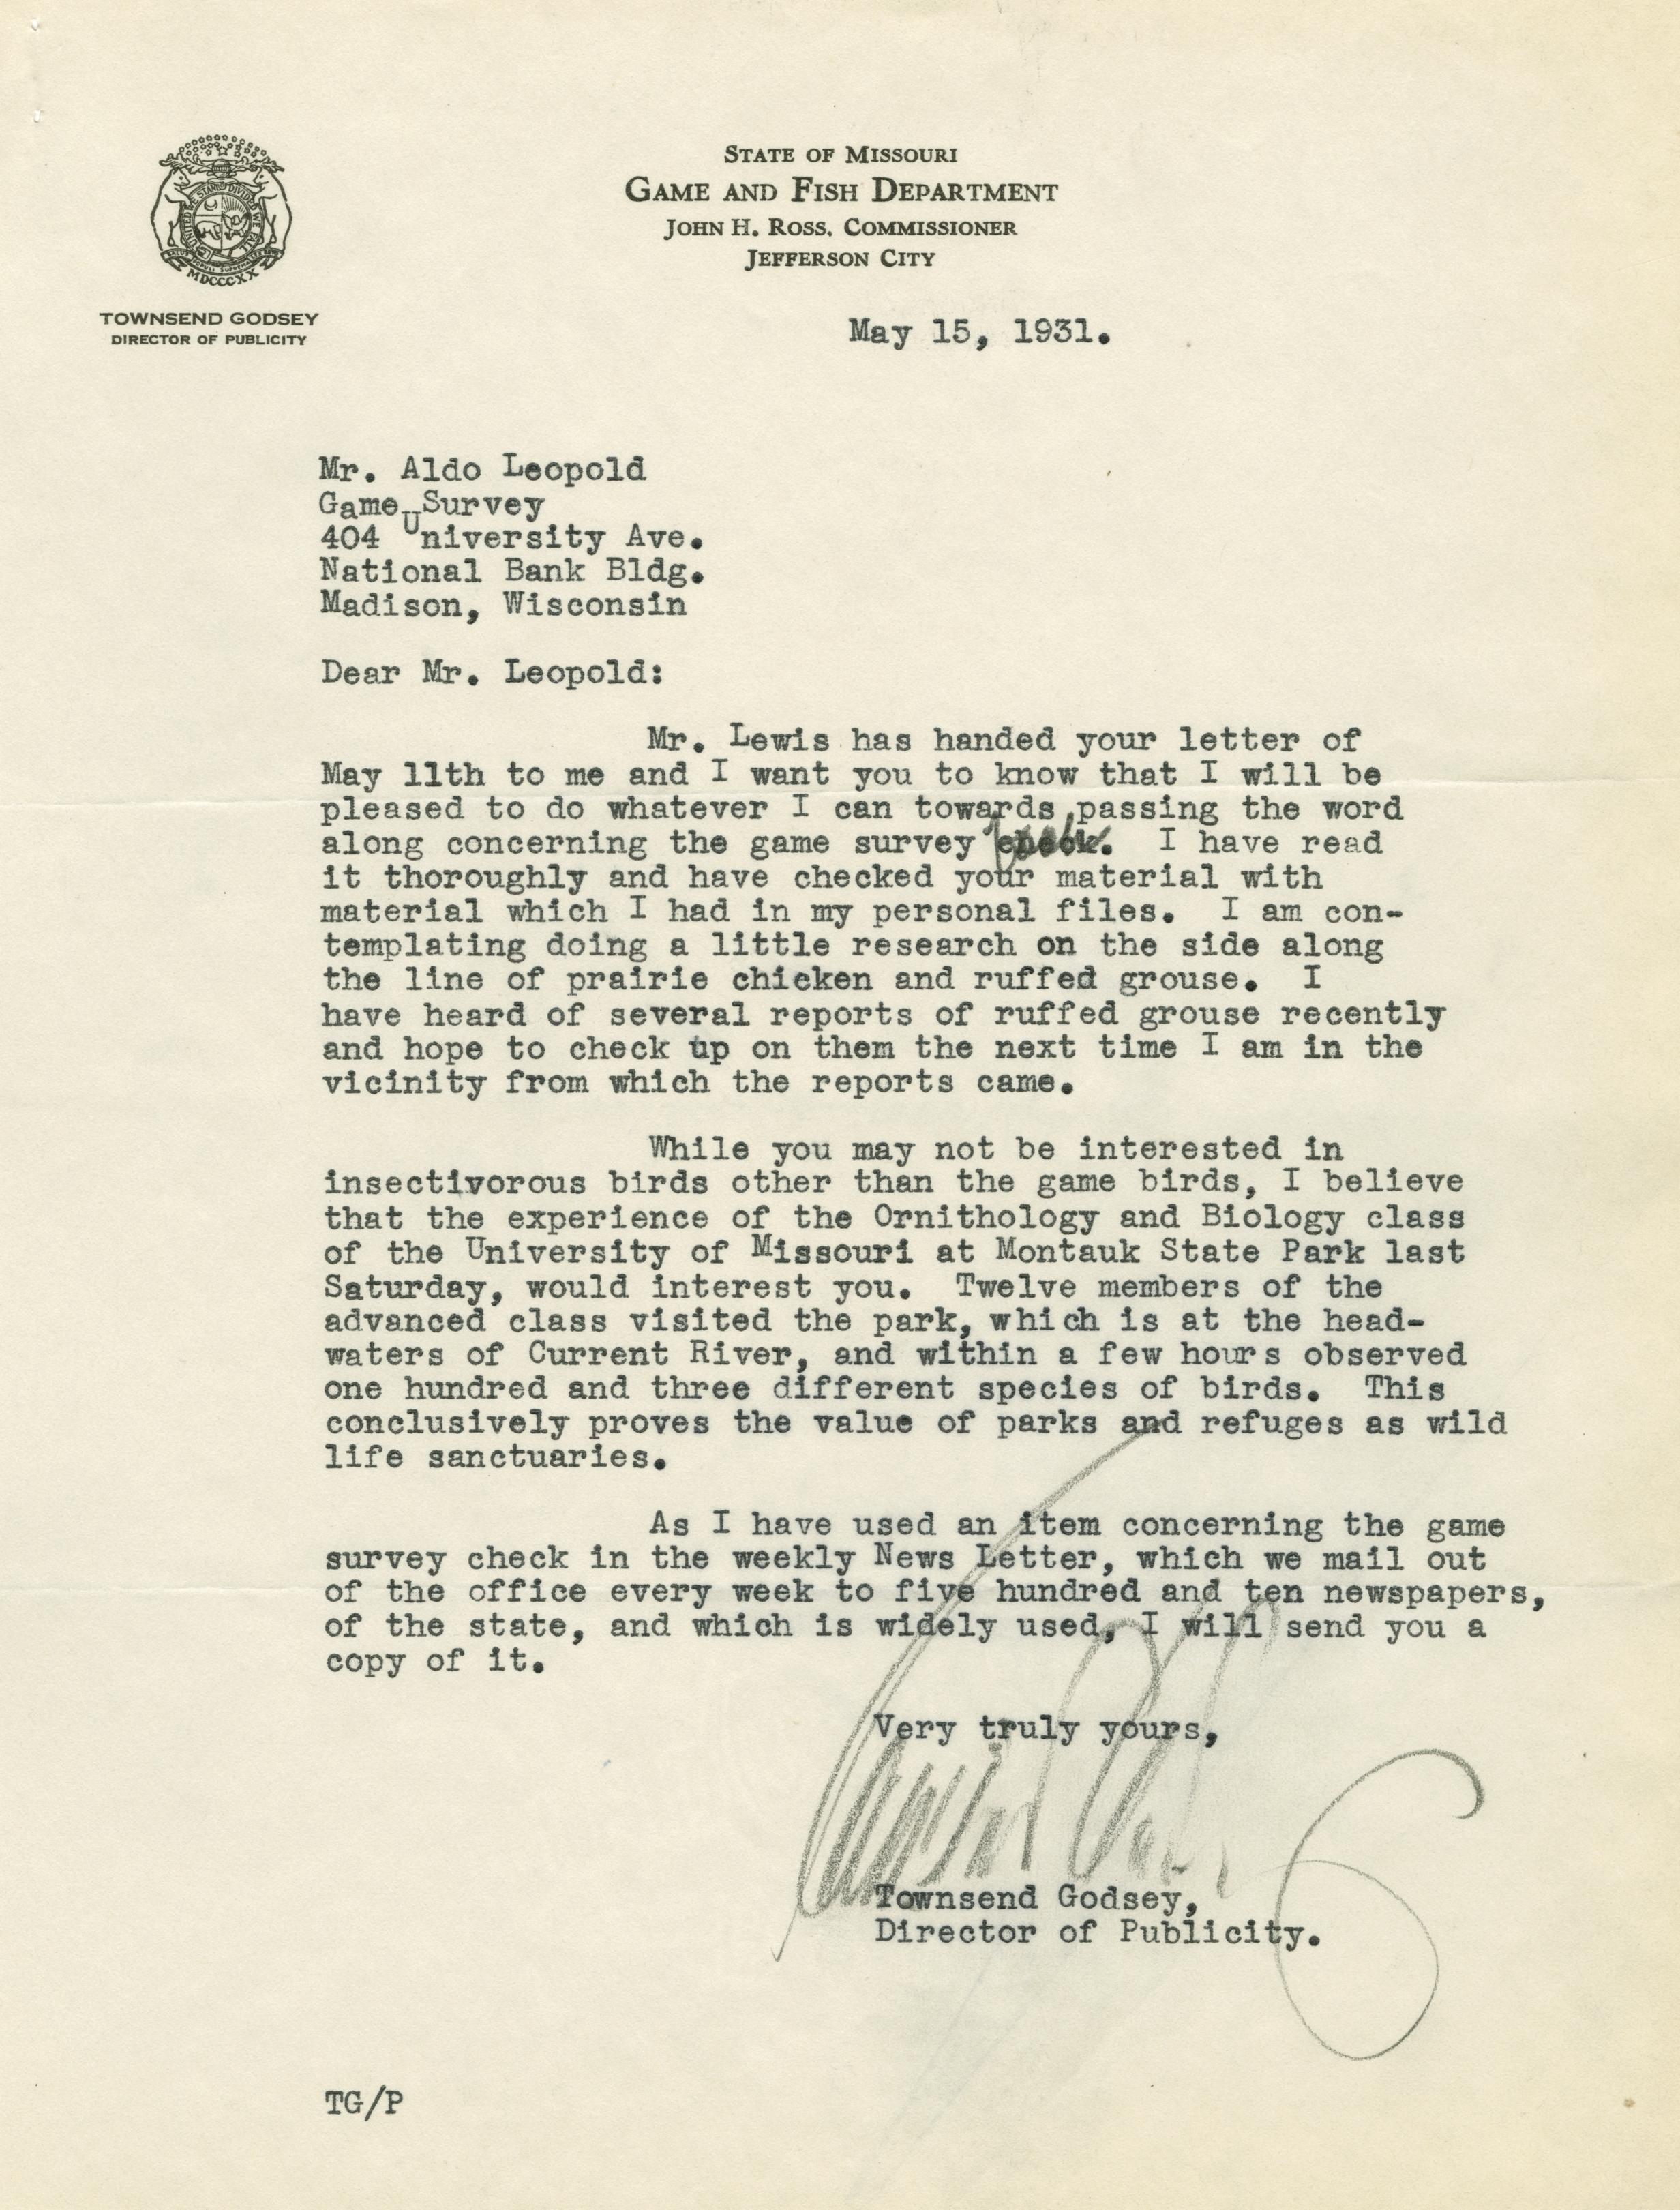 STATE OF MISSOURI
GAME AND FISH DEPARTMENT
JOHN H. ROSS, COMMISSIONER
JEFFERSON CITY
UNITED WE STAND DIVIDED WE FALL
MDCCCXX
TOWNSEND GODSEY
DIRECTOR OF PUBLICITY
May 15, 1931.
Mr. Aldo Leopold
Game Survey
404 University Ave.
National Bank Bldg.
Madison, Wisconsin
Dear Mr. Leopold:
Mr. Lewis has handed your letter of
May 11th to me and I want you to know that I will be
pleased to do whatever I can towards passing the word
along concerning the game survey I have read
it thoroughly and have checked your material with
material which I had in my personal files. I am con-
templating doing a little research on the side along
the line of prairie chicken and ruffed grouse. I
have heard of several reports of ruffed grouse recently
and hope to check up on them the next time I am in the
vicinity from which the reports came.
While you may not be interested in
insectivorous birds other than the game birds, I believe
that the experience of the Ornithology and Biology class
of the University of Missouri at Montauk State Park last
Saturday, would interest you. Twelve members of the
advanced class visited the park, which is at the head-
waters of Current River, and within a few hours observed
one hundred and three different species of birds. This
conclusively proves the value of parks and refuges as wild
life sanctuaries.
As I have used an item concerning the game
survey check in the weekly News Letter, which we mail out
of the office every week to five hundred and ten newspapers,
of the state, and which is widely used, I will send you a
copy of it.
Very truly yours,
Townsend Godsey,
Director of Publicity.
TG/P